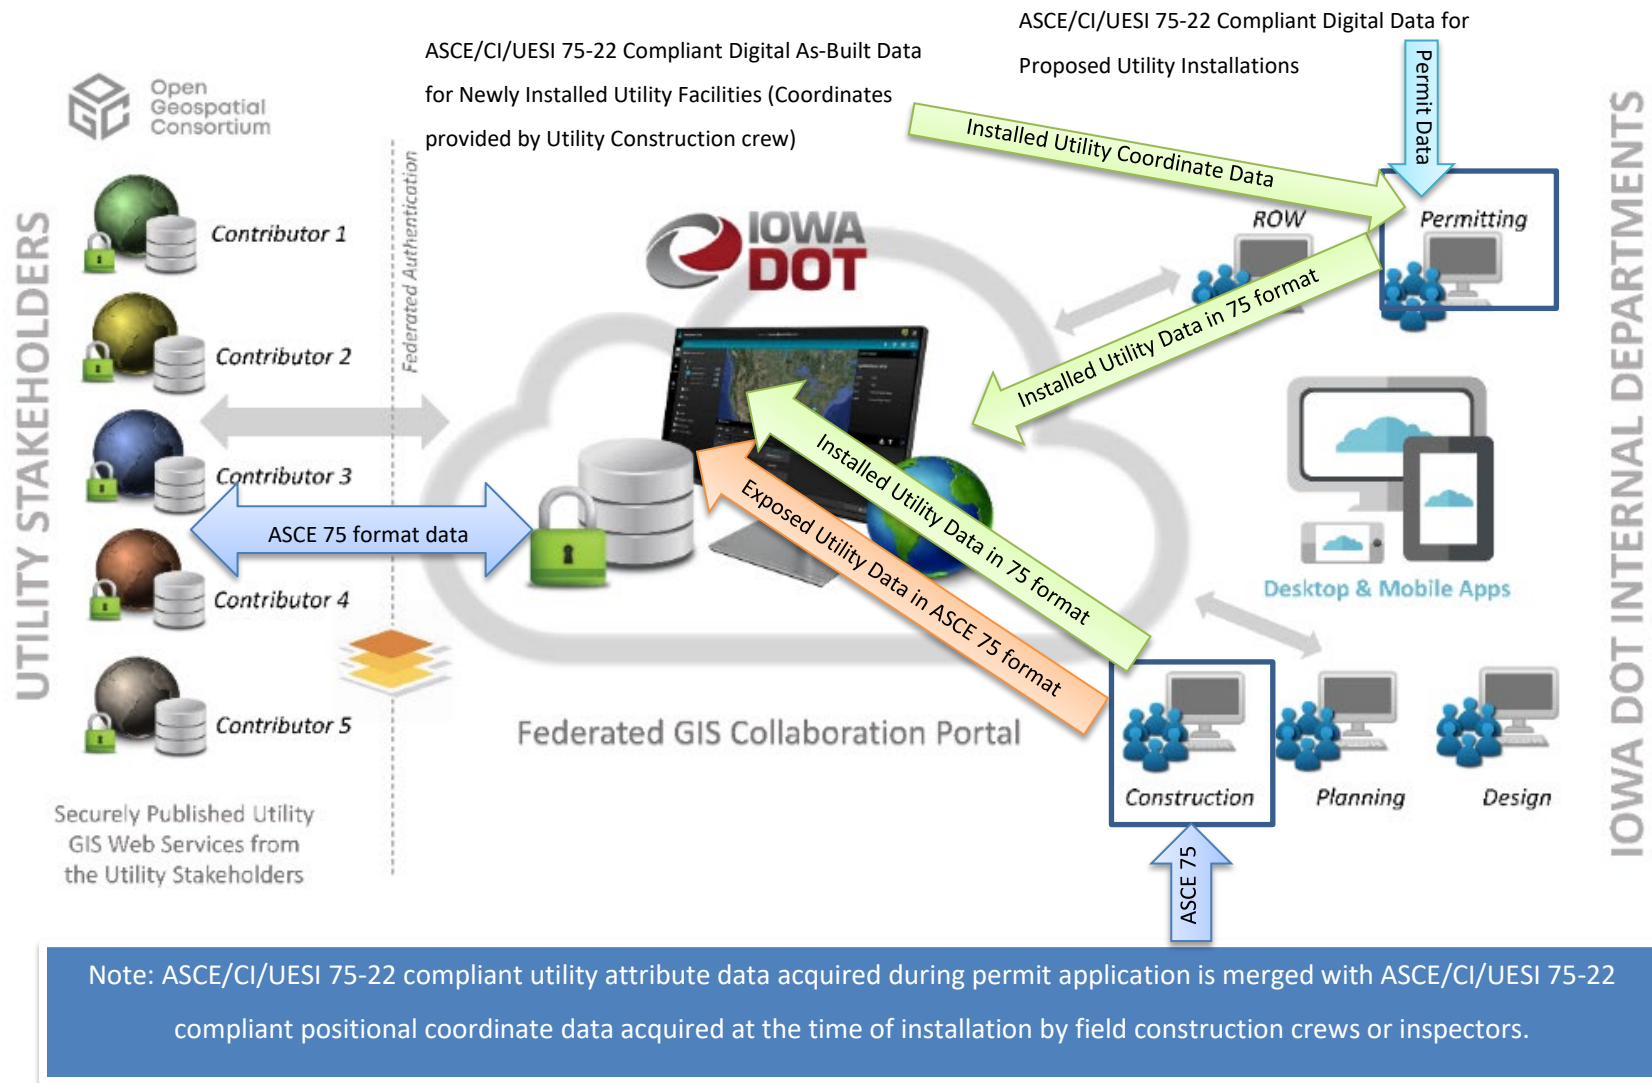 ASCE/CI/UESI 75-22 Compliant Digital Data for
Proposed Utility Installations
ASCE/CI/UESI 75-22 Compliant Digital As-Built Data
for Newly Installed Utility Facilities (Coordinates
provided by Utility Construction crew)
Permit Data
Installed Utility Coordinate Data
Open
Geospatial
Consortium
Federated Authentication
UTILITY STAKEHOLDERS
IOWA DOT INTERNAL DEPARTMENTS
Contributor 1
Contributor 2
Contributor 3
Contributor 4
Contributor 5
IOWA
DOT
ROW
Permitting
Installed Utility Data in 75 format
Installed Utility Data in 75 format
Exposed Utility Data in ASCE 75 format
ASCE 75 format data
Desktop & Mobile Apps
Federated GIS Collaboration Portal
Construction
Planning
Design
Securely Published Utility
GIS Web Services from
the Utility Stakeholders
ASCE 75
Note: ASCE/CI/UESI 75-22 compliant utility attribute data acquired during permit application is merged with ASCE/CI/UESI 75-22
compliant positional coordinate data acquired at the time of installation by field construction crews or inspectors.